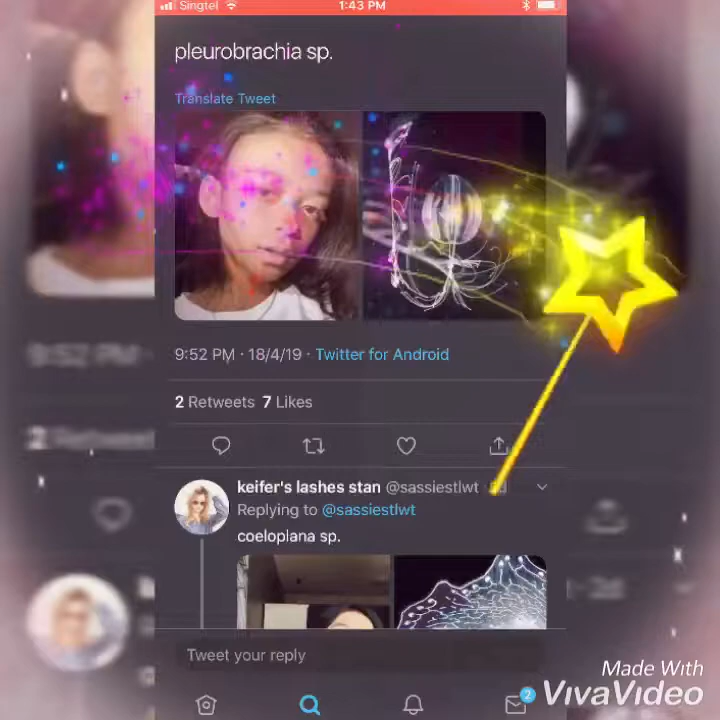 Singtel 1:43 PM
pleurobrachia sp.
Translate Tweet
9:52 PM · 18/4/19 · Twitter for Android
2 Retweets 7 Likes
keifer's lashes stan @sassiestlwt
Replying to @sassiestlwt
coeloplana sp.
Tweet your reply
2
Made With
VivaVideo